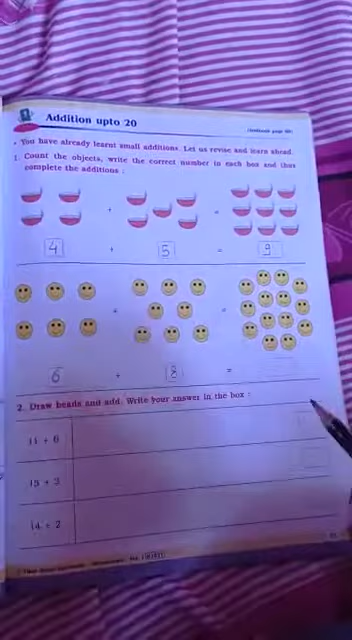 Addition upto 20
• You have already learnt small additions. Let us revise and learn ahead.
1. Count the objects, write the correct number in each box and thus
complete the additions :
+ =
4 + 5 = 9
+ =
6 + 8 =
2. Draw beads and add. Write your answer in the box :
11 + 6
15 + 3
14 + 2